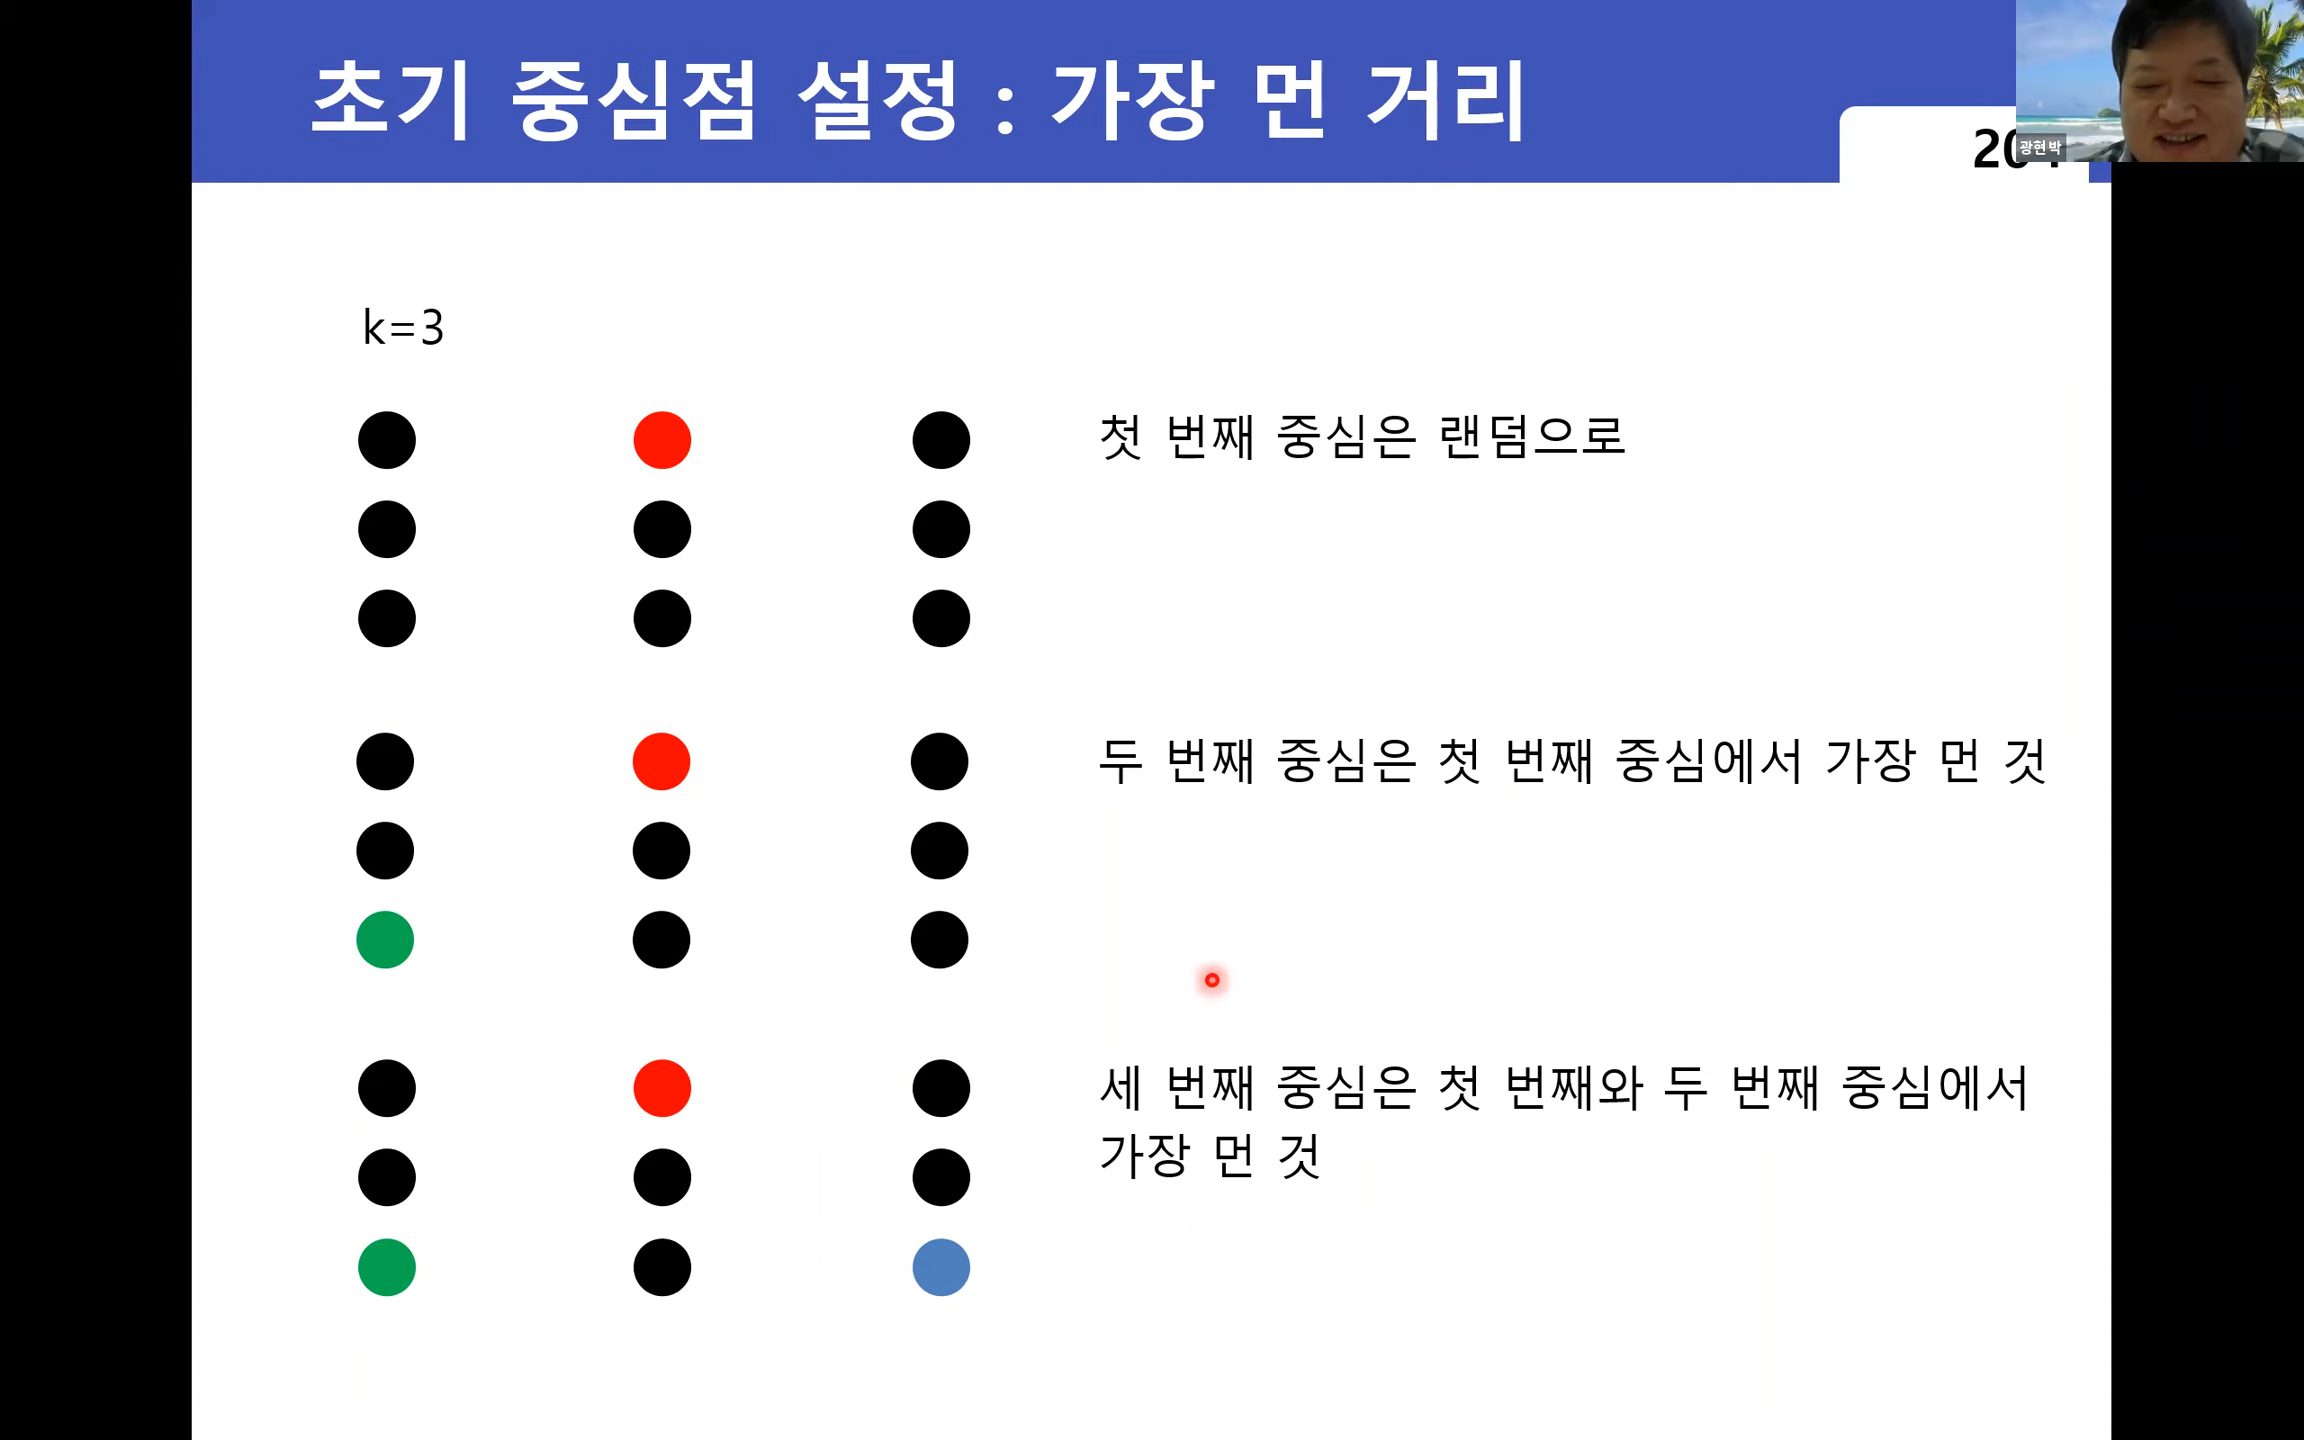 초기 중심점 설정 : 가장 먼 거리
광현박
k=3
첫 번째 중심은 랜덤으로
두 번째 중심은 첫 번째 중심에서 가장 먼 것
세 번째 중심은 첫 번째와 두 번째 중심에서
가장 먼 것